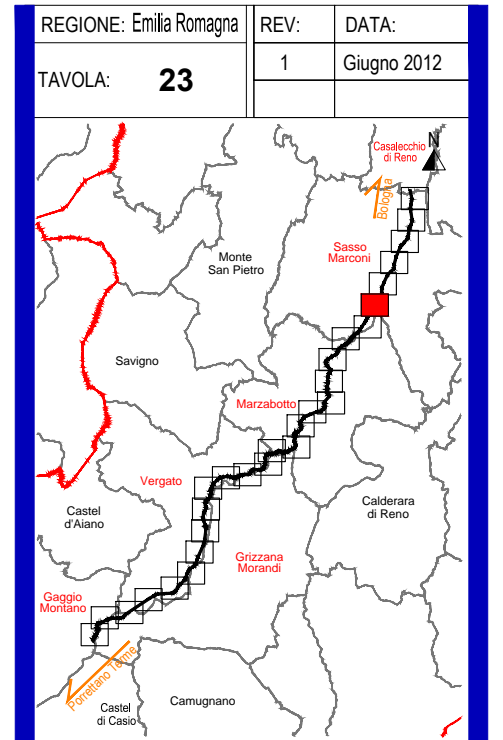 REGIONE: Emilia Romagna
REV:
DATA:
TAVOLA: 23
1
Giugno 2012
Casalecchio
di Reno
N
Bologna
Sasso
Marconi
Monte
San Pietro
Savigno
Marzabotto
Vergato
Castel
d'Aiano
Calderara
di Reno
Grizzana
Morandi
Gaggio
Montano
Porrettano Terme
Castel
di Casio
Camugnano